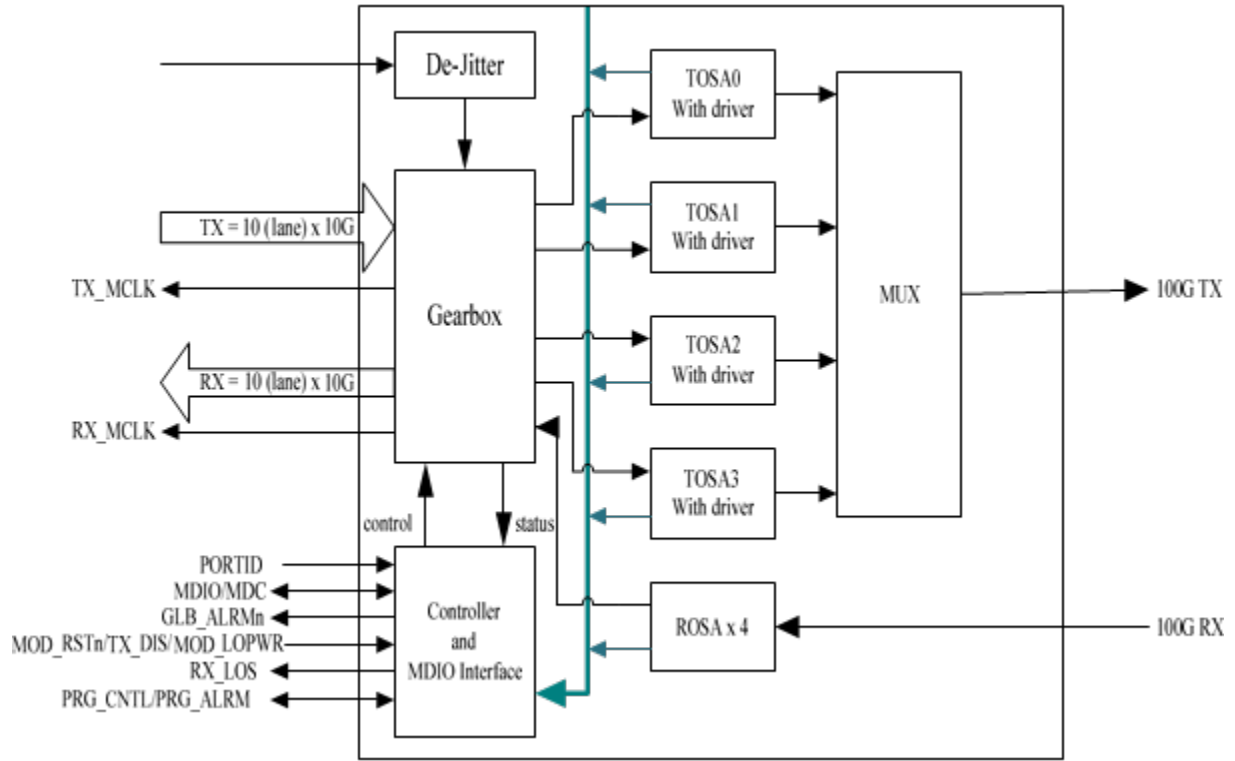 De-Jitter
TOSA0
With driver
TX = 10 (lane) x 10G
TOSA1
With driver
TX_MCLK
Gearbox
MUX
100G TX
TOSA2
With driver
RX = 10 (lane) x 10G
RX_MCLK
TOSA3
With driver
control
status
PORTID
MDIO/MDC
GLB_ALRMn
MOD_RSTn/TX_DIS/MOD_LOPWR
RX_LOS
PRG_CNTL/PRG_ALRM
Controller
and
MDIO Interface
ROSA x 4
100G RX